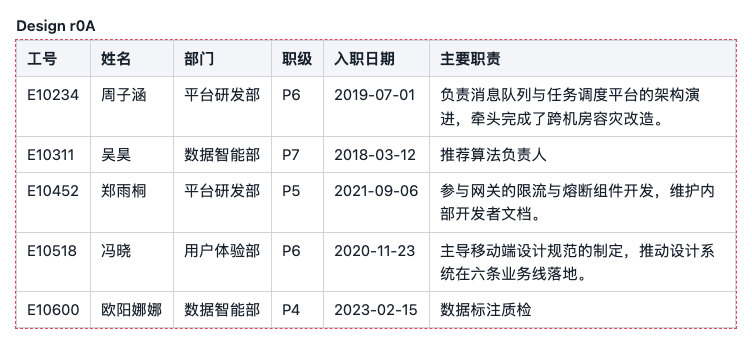 Design r0A
工号 姓名 部门 职级 入职日期 主要职责
E10234 周子涵 平台研发部 P6 2019-07-01 负责消息队列与任务调度平台的架构演
进，牵头完成了跨机房容灾改造。
E10311 吴昊 数据智能部 P7 2018-03-12 推荐算法负责人
E10452 郑雨桐 平台研发部 P5 2021-09-06 参与网关的限流与熔断组件开发，维护内
部开发者文档。
E10518 冯晓 用户体验部 P6 2020-11-23 主导移动端设计规范的制定，推动设计系
统在六条业务线落地。
E10600 欧阳娜娜 数据智能部 P4 2023-02-15 数据标注质检